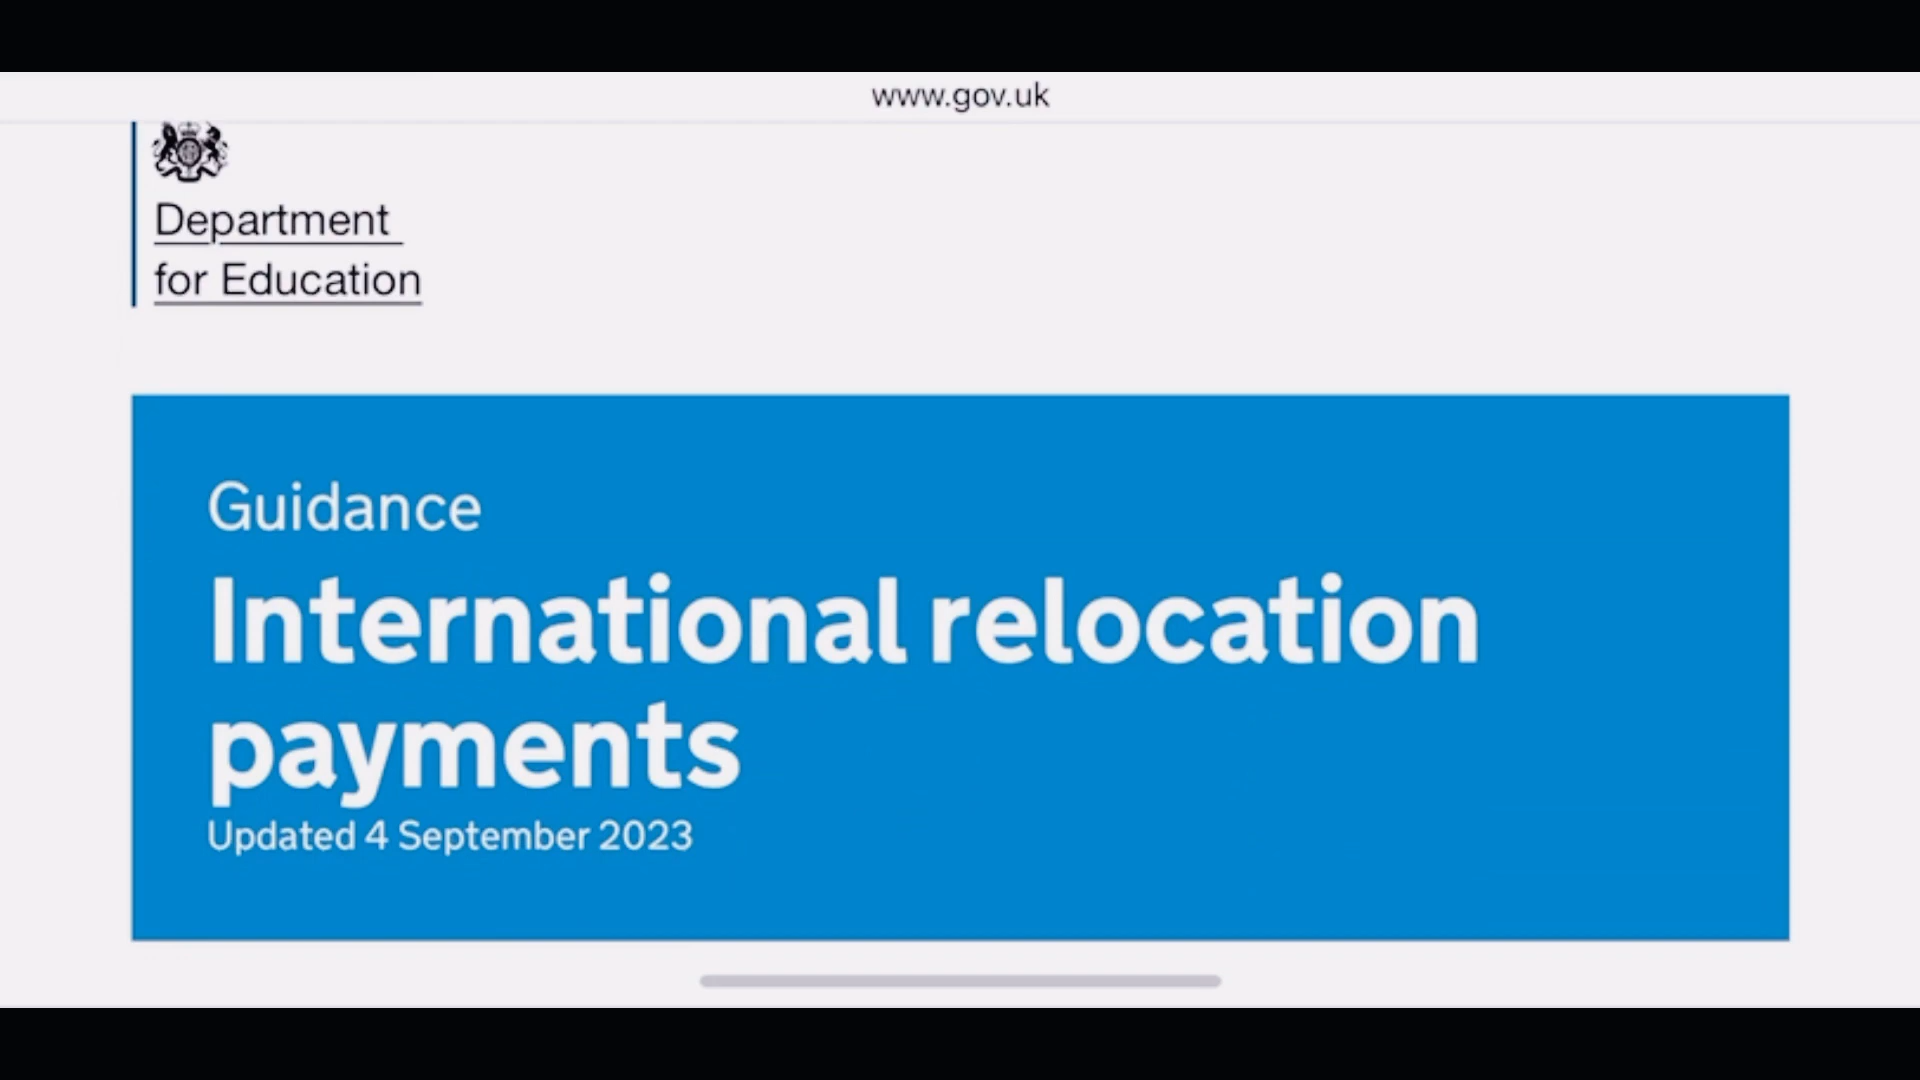 www.gov.uk
Department
for Education
Guidance
International relocation
payments
Updated 4 September 2023